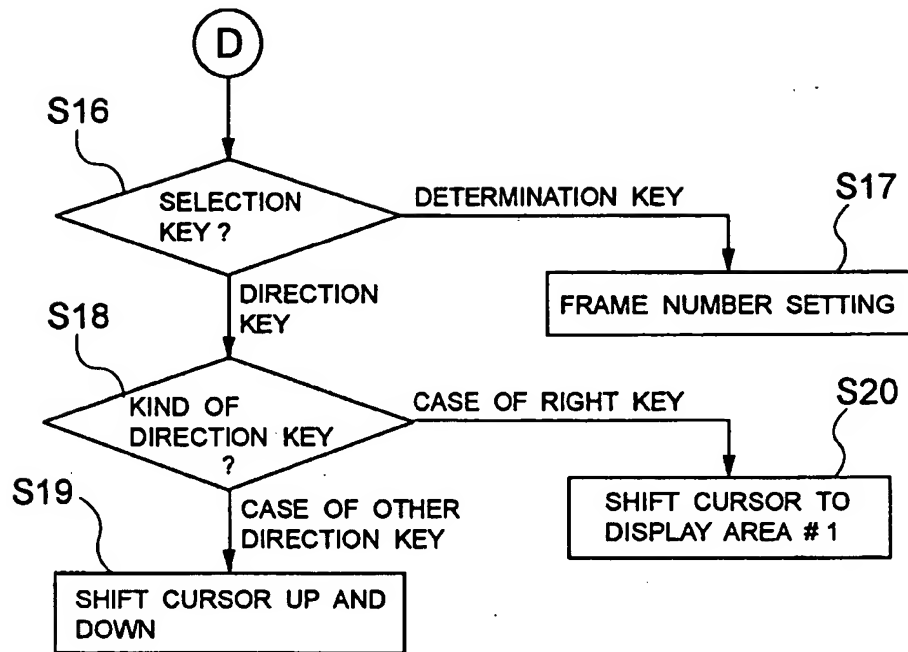 D
S16
SELECTION
KEY ?
DETERMINATION KEY
S17
FRAME NUMBER SETTING
DIRECTION
KEY
S18
KIND OF
DIRECTION KEY
?
CASE OF RIGHT KEY
S20
SHIFT CURSOR TO
DISPLAY AREA # 1
S19
CASE OF OTHER
DIRECTION KEY
SHIFT CURSOR UP AND
DOWN